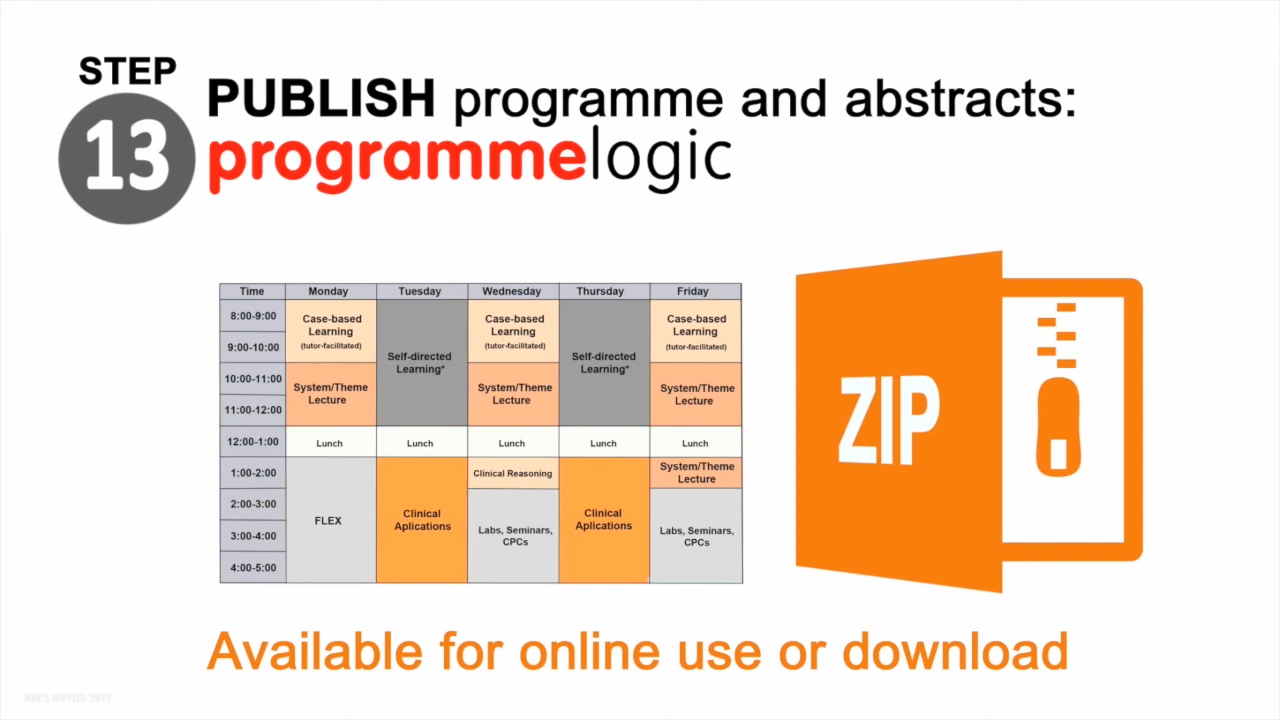 STEP
13
PUBLISH programme and abstracts:
programmelogic
Time Monday Tuesday Wednesday Thursday Friday
8:00-9:00
9:00-10:00
10:00-11:00
11:00-12:00
12:00-1:00
1:00-2:00
2:00-3:00
3:00-4:00
4:00-5:00
Case-based
Learning
(tutor-facilitated)
System/Theme
Lecture
Lunch
FLEX
Self-directed
Learning*
Lunch
Clinical
Aplications
Case-based
Learning
(tutor-facilitated)
System/Theme
Lecture
Lunch
Clinical Reasoning
Labs, Seminars,
CPCs
Self-directed
Learning*
Lunch
Clinical
Aplications
Case-based
Learning
(tutor-facilitated)
System/Theme
Lecture
Lunch
System/Theme
Lecture
Labs, Seminars,
CPCs
ZIP
Available for online use or download